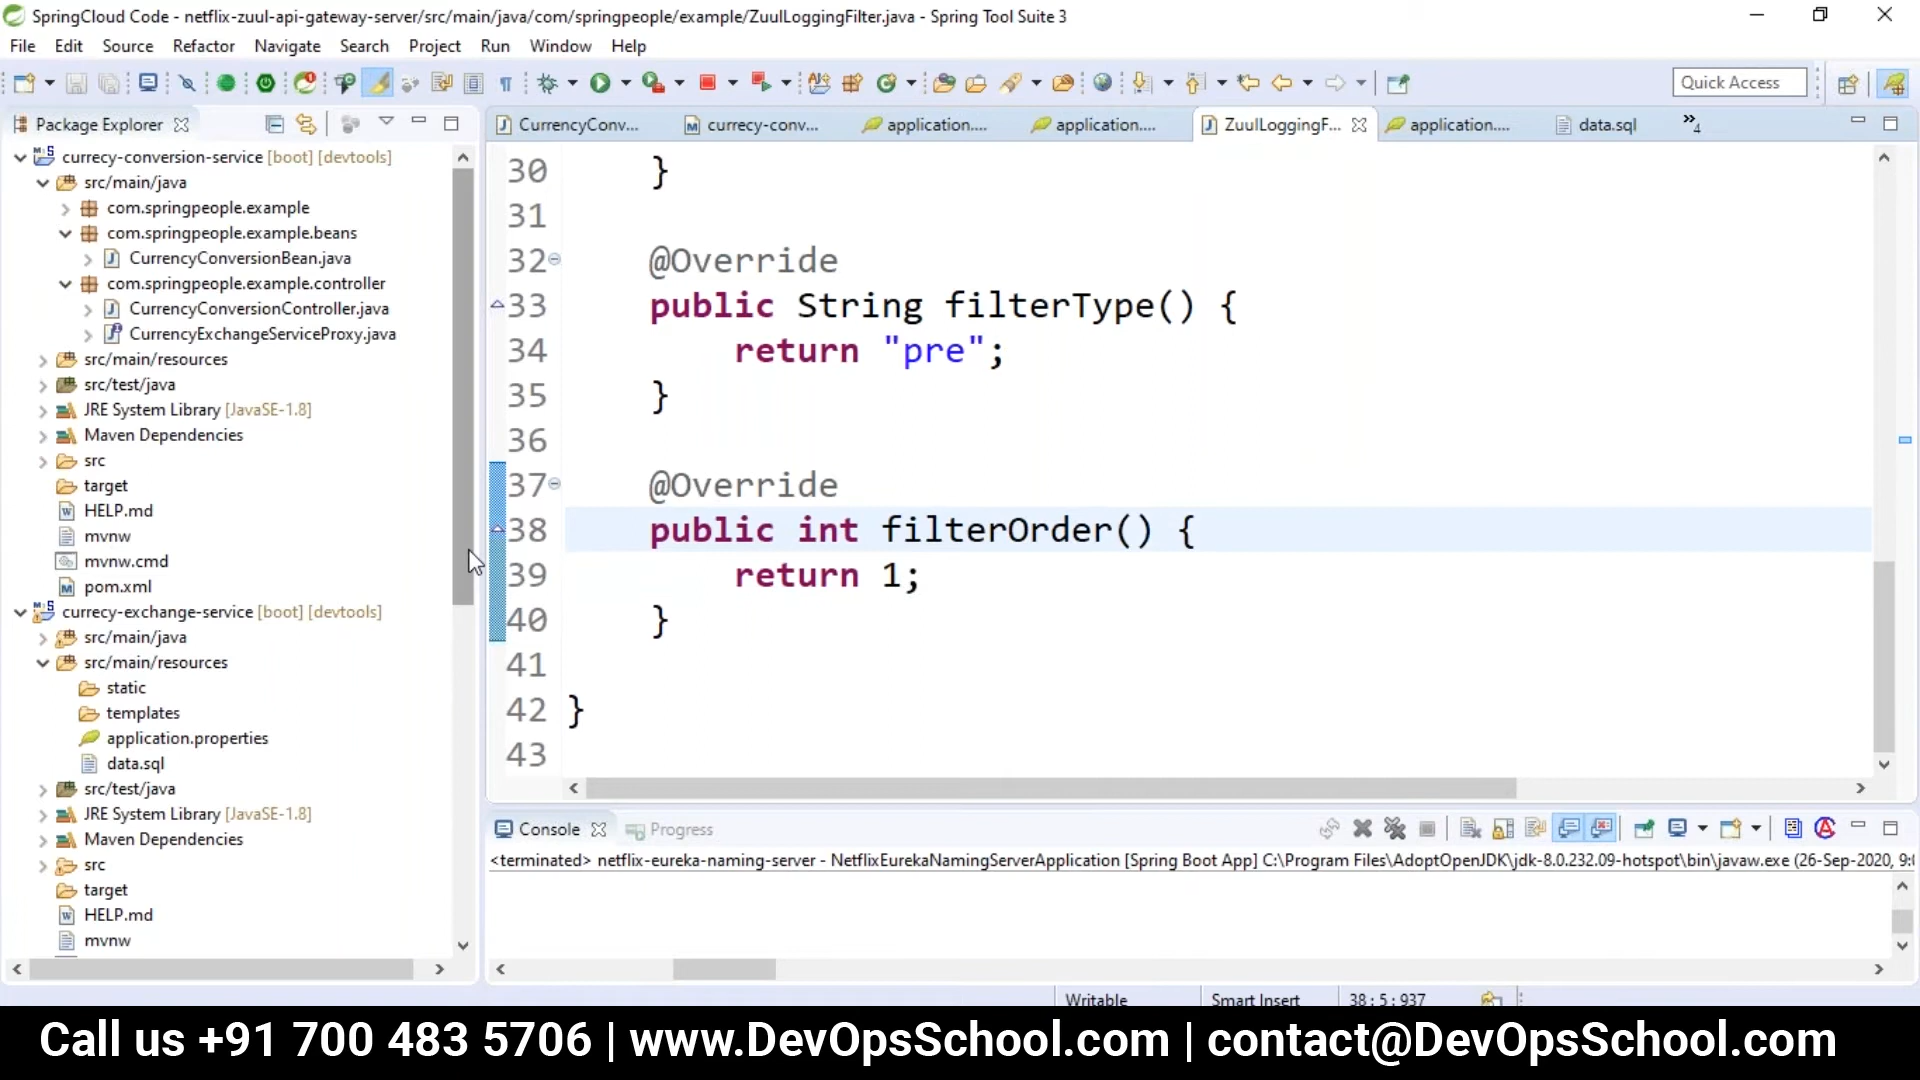 SpringCloud Code - netflix-zuul-api-gateway-server/src/main/java/com/springpeople/example/ZuulLoggingFilter.java - Spring Tool Suite 3
File Edit Source Refactor Navigate Search Project Run Window Help
Quick Access
Package Explorer
CurrencyConv... currecy-conv... application.... application.... ZuulLoggingF... application.... data.sql »4
currecy-conversion-service [boot] [devtools]
src/main/java
com.springpeople.example
com.springpeople.example.beans
CurrencyConversionBean.java
com.springpeople.example.controller
CurrencyConversionController.java
CurrencyExchangeServiceProxy.java
src/main/resources
src/test/java
JRE System Library [JavaSE-1.8]
Maven Dependencies
src
target
HELP.md
mvnw
mvnw.cmd
pom.xml
currecy-exchange-service [boot] [devtools]
src/main/java
src/main/resources
static
templates
application.properties
data.sql
src/test/java
JRE System Library [JavaSE-1.8]
Maven Dependencies
src
target
HELP.md
mvnw
30 }
31
32 @Override
33 public String filterType() {
34 return "pre";
35 }
36
37 @Override
38 public int filterOrder() {
39 return 1;
40 }
41
42 }
43
Console Progress
<terminated> netflix-eureka-naming-server - NetflixEurekaNamingServerApplication [Spring Boot App] C:\Program Files\AdoptOpenJDK\jdk-8.0.232.09-hotspot\bin\javaw.exe (26-Sep-2020, 9:(
Writable Smart Insert 38 : 5 : 937
Call us +91 700 483 5706 | www.DevOpsSchool.com | contact@DevOpsSchool.com